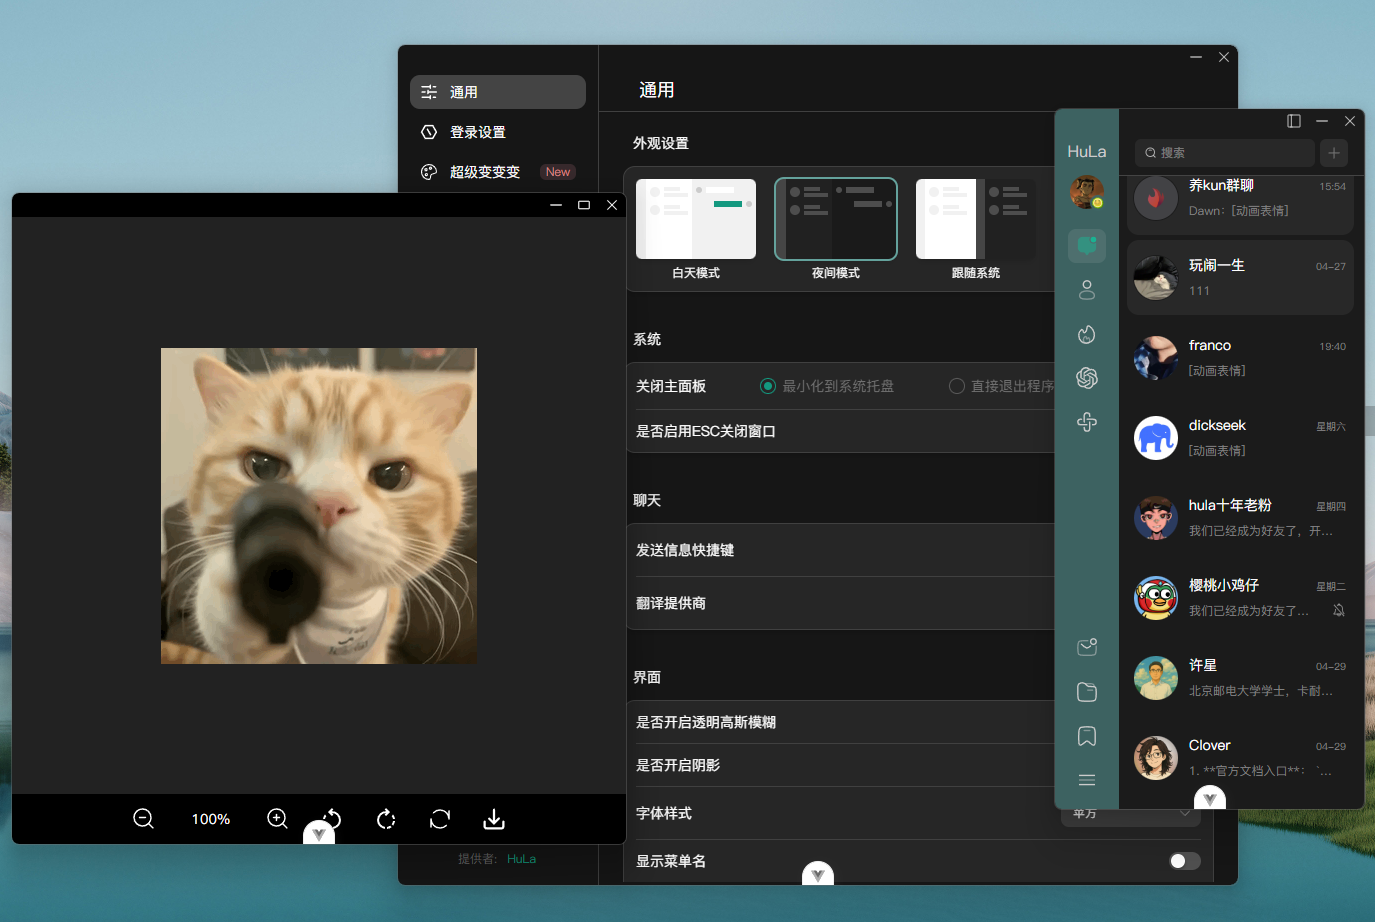 通用
登录设置
超级变变变 New
提供者: HuLa
100%
通用
外观设置
白天模式
夜间模式
跟随系统
系统
关闭主面板
最小化到系统托盘
直接退出程序
是否启用ESC关闭窗口
聊天
发送信息快捷键
翻译提供商
界面
是否开启透明高斯模糊
是否开启阴影
字体样式
苹方
显示菜单名
HuLa
搜索
养kun群聊 15:54
Dawn：[动画表情]
玩闹一生 04-27
111
franco 19:40
[动画表情]
dickseek 星期六
[动画表情]
hula十年老粉 星期四
我们已经成为好友了，开...
樱桃小鸡仔 星期二
我们已经成为好友了...
许星 04-29
北京邮电大学学士，卡耐...
Clover 04-29
1. **官方文档入口**： `...